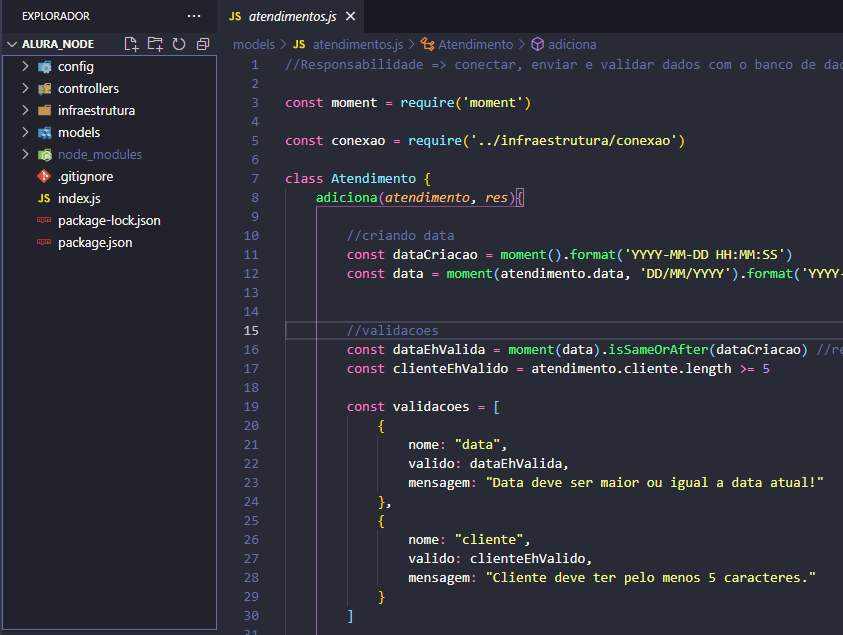 EXPLORADOR ···
JS atendimentos.js ×
ALURA_NODE
models > JS atendimentos.js > Atendimento > adiciona
config
controllers
infraestrutura
models
node_modules
.gitignore
JS index.js
package-lock.json
package.json
1 //Responsabilidade => conectar, enviar e validar dados com o banco de dad
2
3 const moment = require('moment')
4
5 const conexao = require('../infraestrutura/conexao')
6
7 class Atendimento {
8 adiciona(atendimento, res){
9
10 //criando data
11 const dataCriacao = moment().format('YYYY-MM-DD HH:MM:SS')
12 const data = moment(atendimento.data, 'DD/MM/YYYY').format('YYYY-
13
14
15 //validacoes
16 const dataEhValida = moment(data).isSameOrAfter(dataCriacao) //re
17 const clienteEhValido = atendimento.cliente.length >= 5
18
19 const validacoes = [
20 {
21 nome: "data",
22 valido: dataEhValida,
23 mensagem: "Data deve ser maior ou igual a data atual!"
24 },
25 {
26 nome: "cliente",
27 valido: clienteEhValido,
28 mensagem: "Cliente deve ter pelo menos 5 caracteres."
29 }
30 ]
31